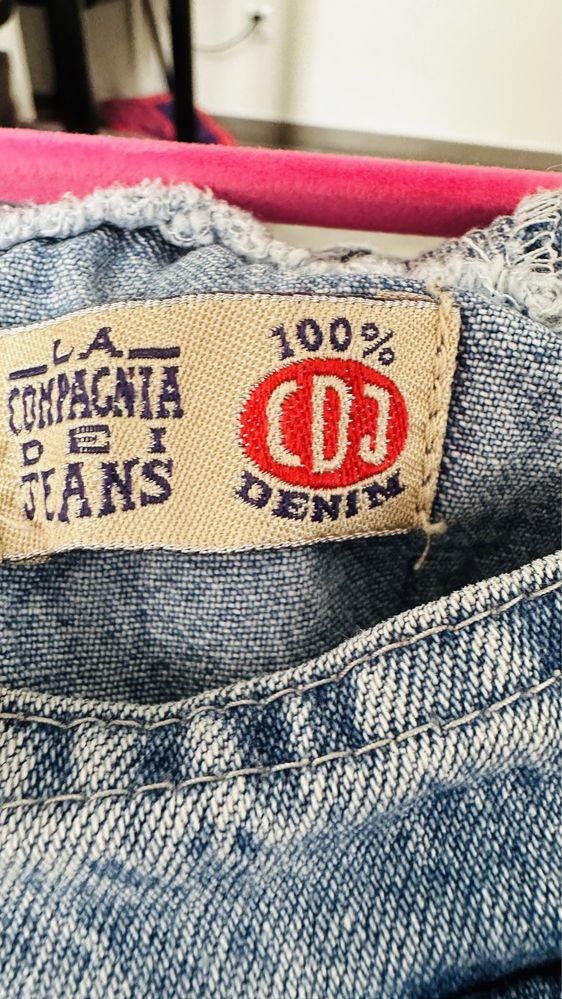 LA
COMPAGNIA
DEI
JEANS
100%
CDJ
DENIM